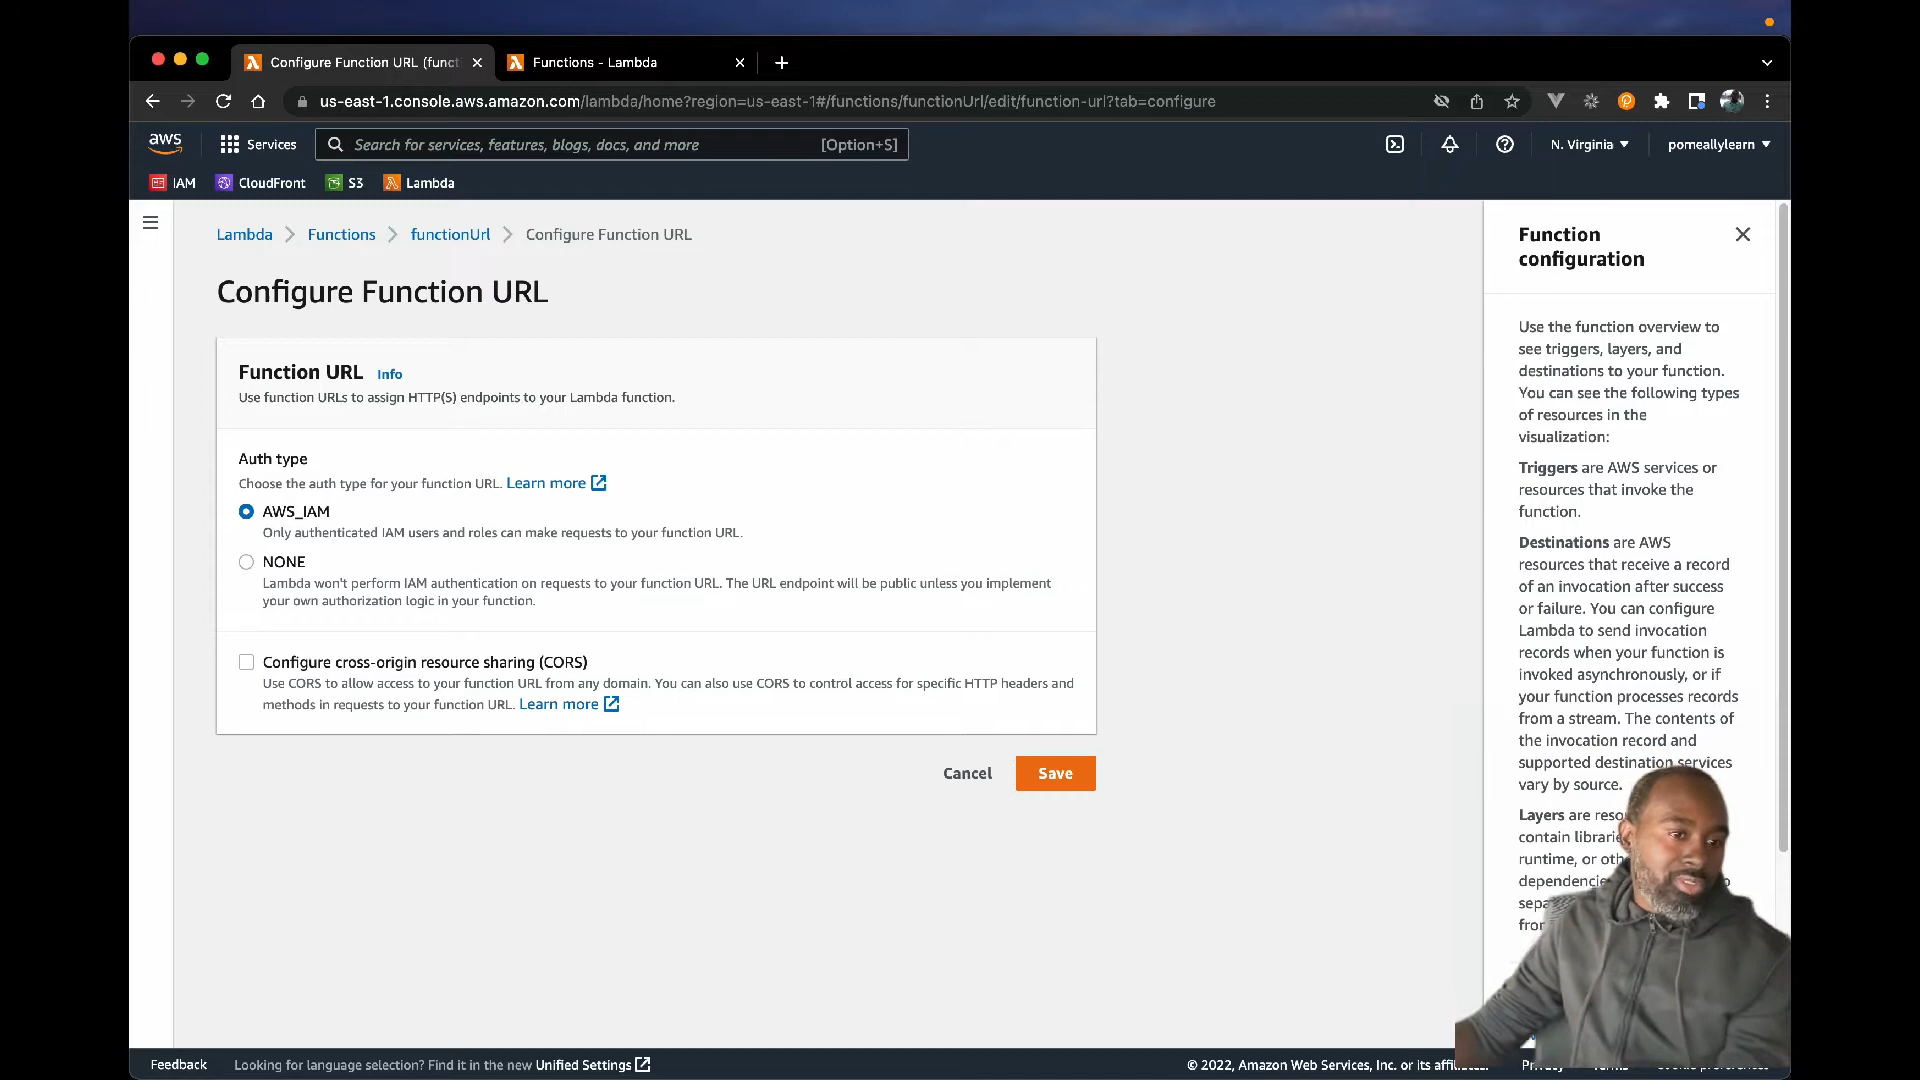 Configure Function URL (funct
Functions - Lambda
us-east-1.console.aws.amazon.com/lambda/home?region=us-east-1#/functions/functionUrl/edit/function-url?tab=configure
aws
Services
Search for services, features, blogs, docs, and more
[Option+S]
N. Virginia
pomeallylearn
IAM
CloudFront
S3
Lambda
Lambda
Functions
functionUrl
Configure Function URL
Configure Function URL
Function URL Info
Use function URLs to assign HTTP(S) endpoints to your Lambda function.
Auth type
Choose the auth type for your function URL. Learn more
AWS_IAM
Only authenticated IAM users and roles can make requests to your function URL.
NONE
Lambda won't perform IAM authentication on requests to your function URL. The URL endpoint will be public unless you implement
your own authorization logic in your function.
Configure cross-origin resource sharing (CORS)
Use CORS to allow access to your function URL from any domain. You can also use CORS to control access for specific HTTP headers and
methods in requests to your function URL. Learn more
Cancel
Save
Function
configuration
Use the function overview to
see triggers, layers, and
destinations to your function.
You can see the following types
of resources in the
visualization:
Triggers are AWS services or
resources that invoke the
function.
Destinations are AWS
resources that receive a record
of an invocation after success
or failure. You can configure
Lambda to send invocation
records when your function is
invoked asynchronously, or if
your function processes records
from a stream. The contents of
the invocation record and
supported destination services
vary by source.
Layers are
contain
runtime, or
Feedback
Looking for language selection? Find it in the new Unified Settings
© 2022, Amazon Web Services, Inc. or its